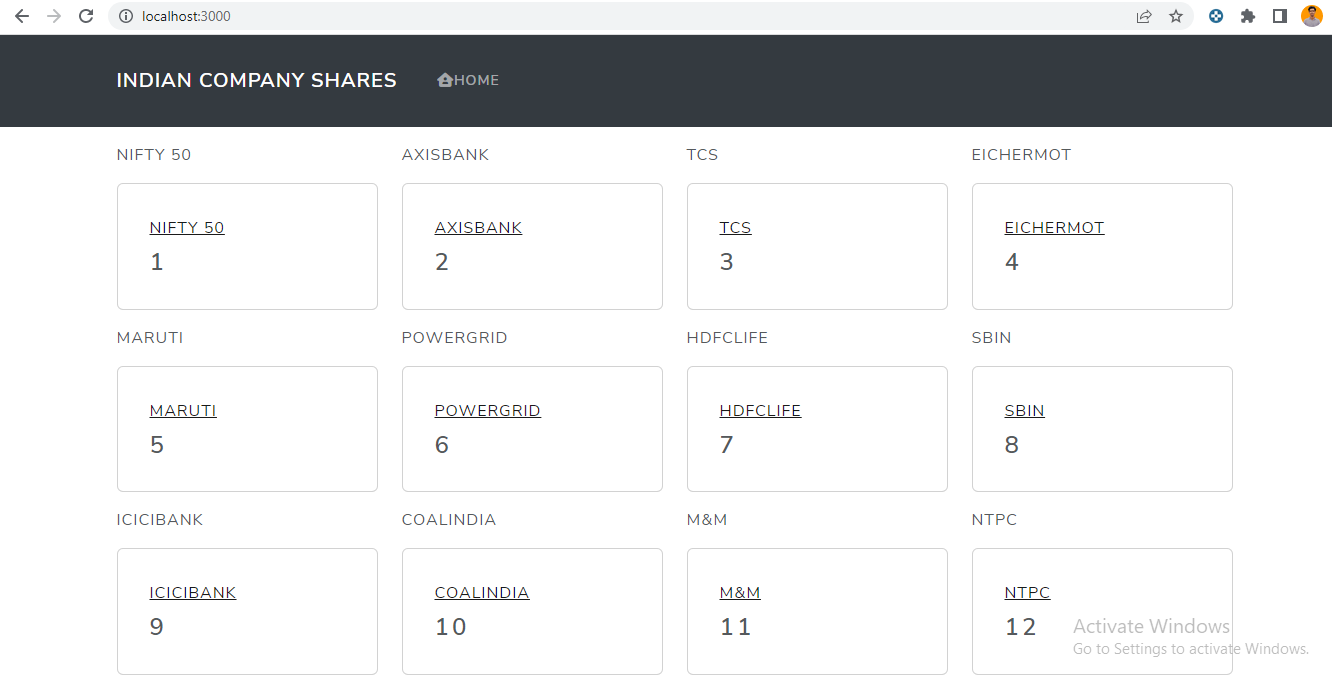 localhost:3000
INDIAN COMPANY SHARES HOME
NIFTY 50 AXISBANK TCS EICHERMOT
NIFTY 50 AXISBANK TCS EICHERMOT
1 2 3 4
MARUTI POWERGRID HDFCLIFE SBIN
MARUTI POWERGRID HDFCLIFE SBIN
5 6 7 8
ICICIBANK COALINDIA M&M NTPC
ICICIBANK COALINDIA M&M NTPC
9 10 11 12
Activate Windows
Go to Settings to activate Windows.